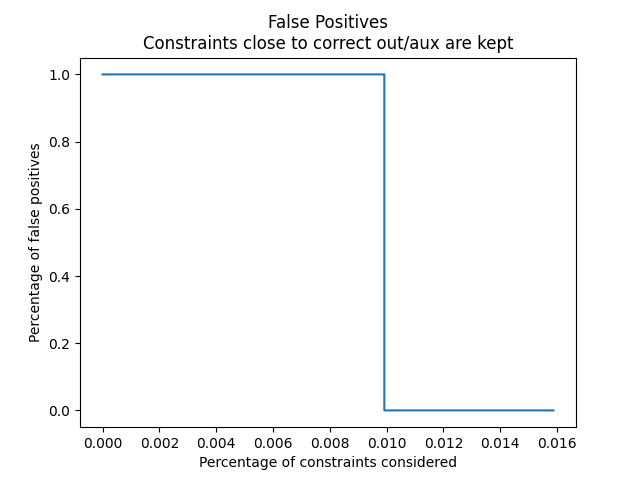 False Positives
Constraints close to correct out/aux are kept
1.0
0.8
0.6
0.4
0.2
0.0
Percentage of false positives
0.000 0.002 0.004 0.006 0.008 0.010 0.012 0.014 0.016
Percentage of constraints considered